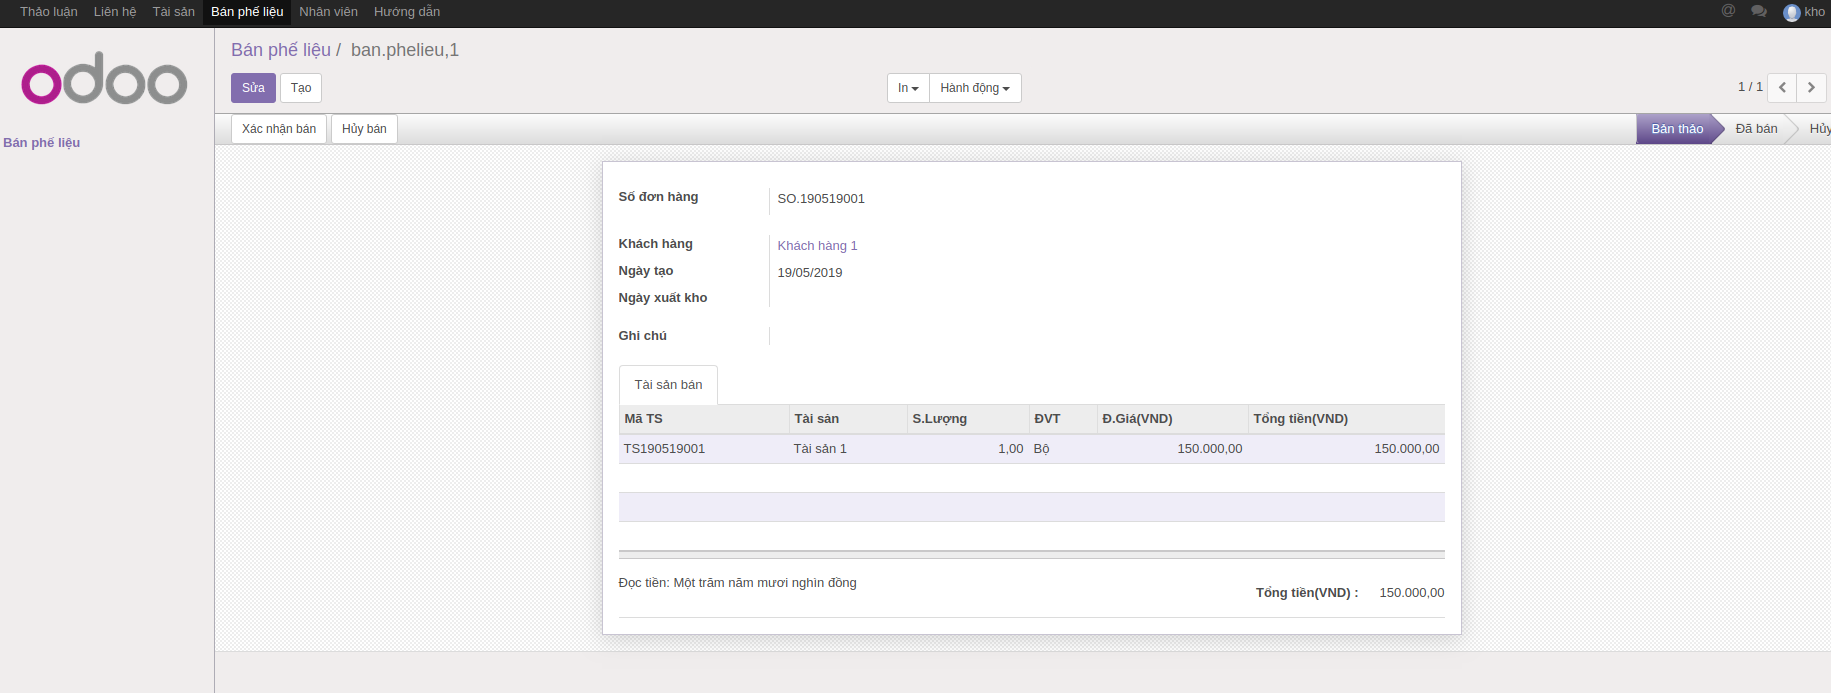 Thảo luận Liên hệ Tài sản Bán phế liệu Nhân viên Hướng dẫn @ kho
odoo
Bán phế liệu / ban.phelieu,1
Sửa Tạo In Hành động 1 / 1
Xác nhận bán Hủy bán Bản thảo Đã bán Hủy
Bán phế liệu
Số đơn hàng SO.190519001
Khách hàng Khách hàng 1
Ngày tạo 19/05/2019
Ngày xuất kho
Ghi chú
Tài sản bán
Mã TS Tài sản S.Lượng ĐVT Đ.Giá(VND) Tổng tiền(VND)
TS190519001 Tài sản 1 1,00 Bộ 150.000,00 150.000,00
Đọc tiền: Một trăm năm mươi nghìn đồng
Tổng tiền(VND) : 150.000,00